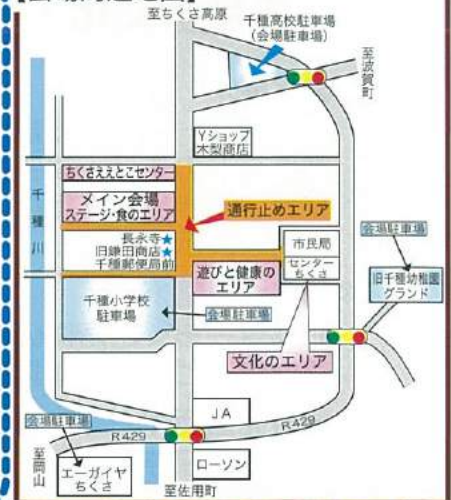 至ちくさ高原
千種高校駐車場
(会場駐車場)
至波賀町
Yショップ
木梨商店
ちくさええとこセンター
千種川
メイン会場
ステージ・食のエリア
通行止めエリア
長永寺★
旧鎌田商店★
千種郵便局前
市民局
センター
ちくさ
会場駐車場
遊びと健康の
エリア
旧千種幼稚園
グランド
千種小学校
駐車場
会場駐車場
文化のエリア
会場駐車場
JA
R429
R429
至岡山
エーガイヤ
ちくさ
ローソン
至佐用町